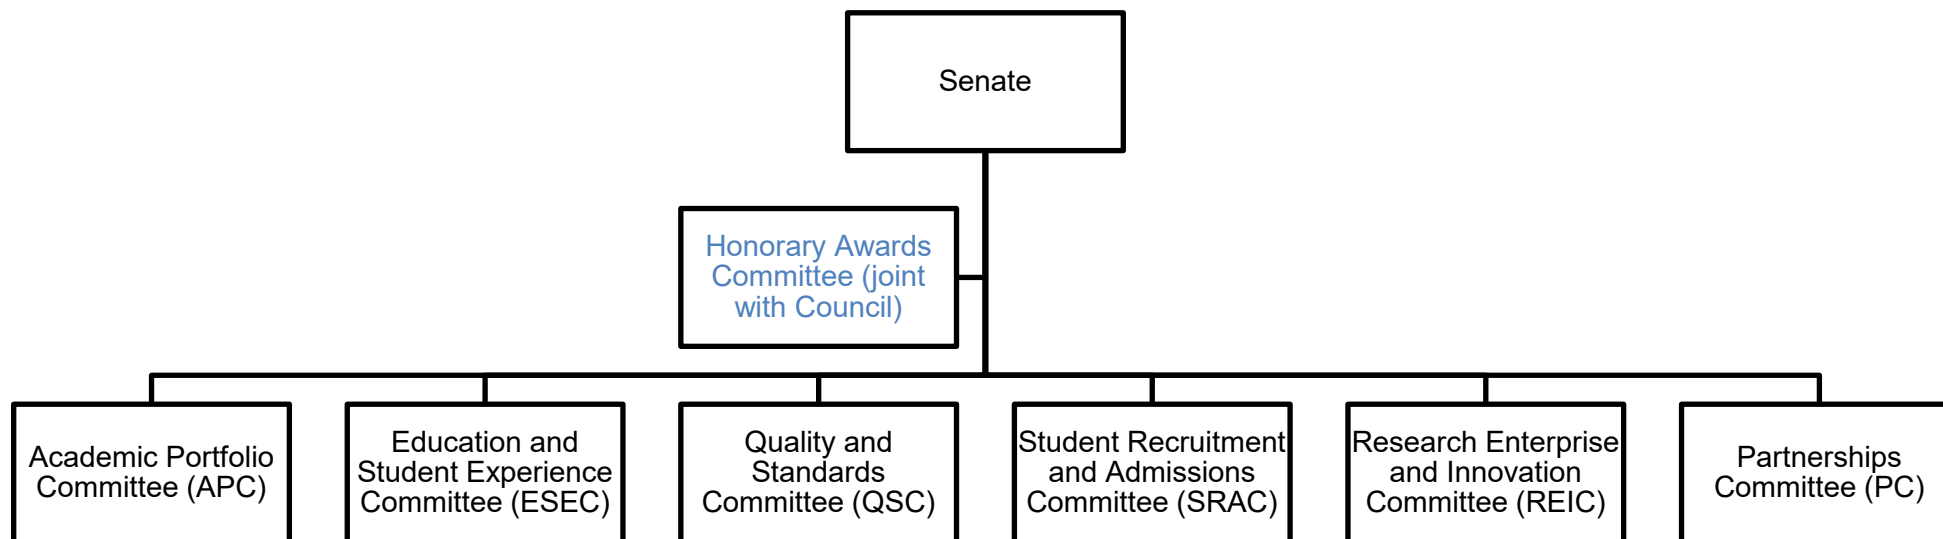 Senate
Honorary Awards
Committee (joint
with Council)
Academic Portfolio
Committee (APC)
Education and
Student Experience
Committee (ESEC)
Quality and
Standards
Committee (QSC)
Student Recruitment
and Admissions
Committee (SRAC)
Research Enterprise
and Innovation
Committee (REIC)
Partnerships
Committee (PC)